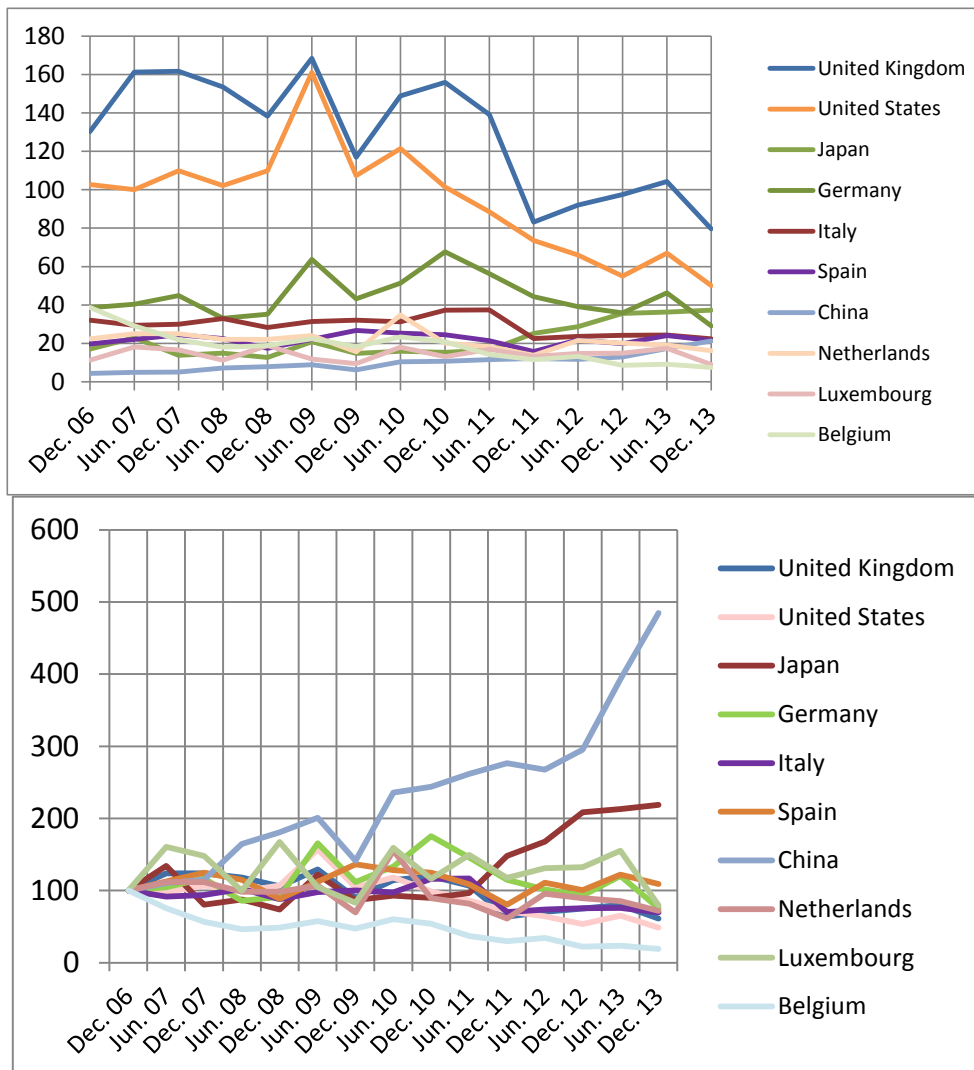 180
160
140
120
100
80
60
40
20
0
Dec. 06
Jun. 07
Dec. 07
Jun. 08
Dec. 08
Jun. 09
Dec. 09
Jun. 10
Dec. 10
Jun. 11
Dec. 11
Jun. 12
Dec. 12
Jun. 13
Dec. 13
United Kingdom
United States
Japan
Germany
Italy
Spain
China
Netherlands
Luxembourg
Belgium
600
500
400
300
200
100
0
Dec. 06
Jun. 07
Dec. 07
Jun. 08
Dec. 08
Jun. 09
Dec. 09
Jun. 10
Dec. 10
Jun. 11
Dec. 11
Jun. 12
Dec. 12
Jun. 13
Dec. 13
United Kingdom
United States
Japan
Germany
Italy
Spain
China
Netherlands
Luxembourg
Belgium